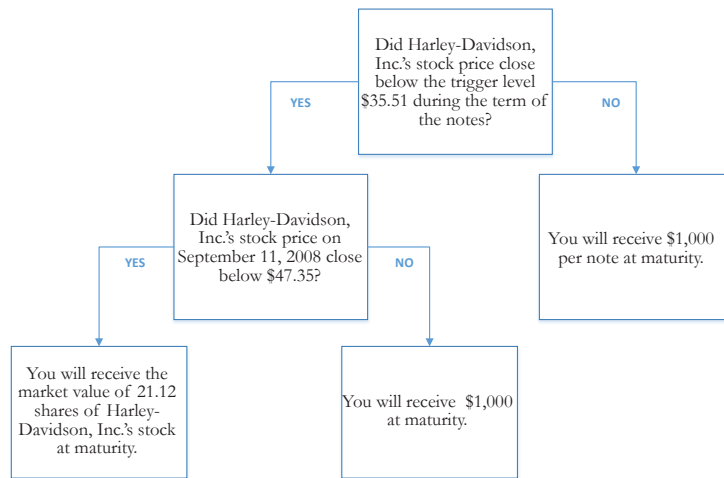 Did Harley-Davidson,
Inc.'s stock price close
below the trigger level
$35.51 during the term of
the notes?
YES
NO
Did Harley-Davidson,
Inc.'s stock price on
September 11, 2008 close
below $47.35?
You will receive $1,000
per note at maturity.
YES
NO
You will receive the
market value of 21.12
shares of Harley-
Davidson, Inc.'s stock
at maturity.
You will receive $1,000
at maturity.